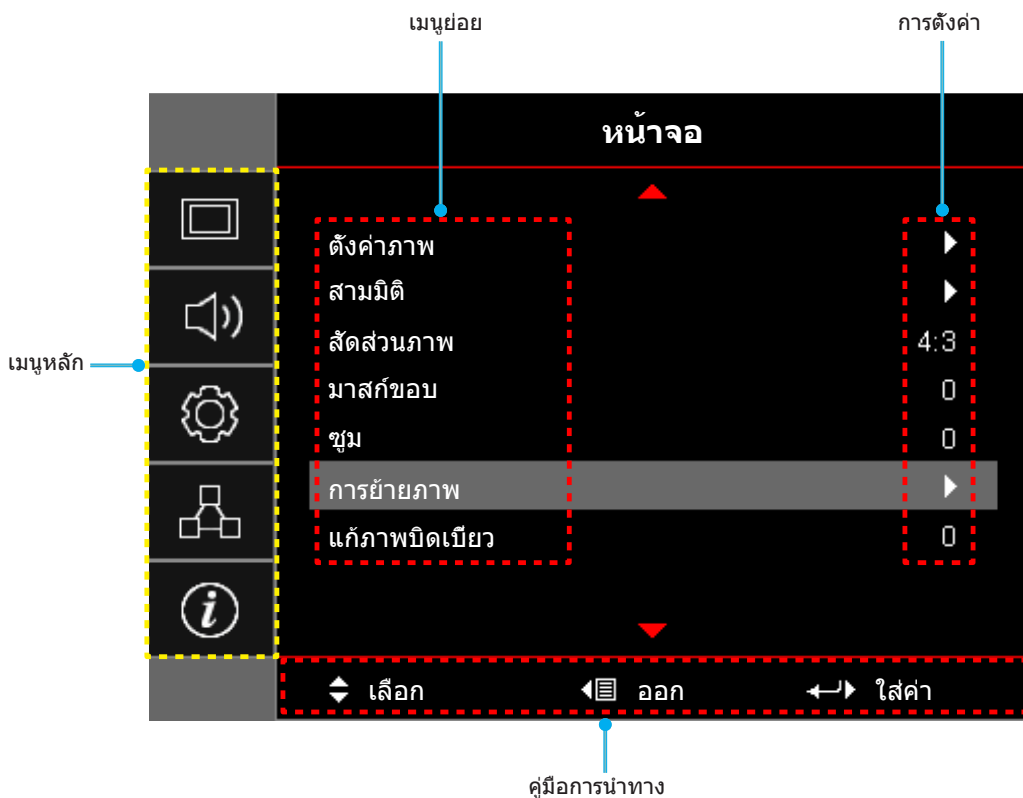 เมนูย่อย
การตั้งค่า
หน้าจอ
ตั้งค่าภาพ
สามมิติ
สัดส่วนภาพ 4:3
มาสก์ขอบ 0
ซูม 0
การย้ายภาพ
แก้ภาพบิดเบี้ยว 0
เมนูหลัก
เลือก ออก ใส่ค่า
คู่มือการนำทาง